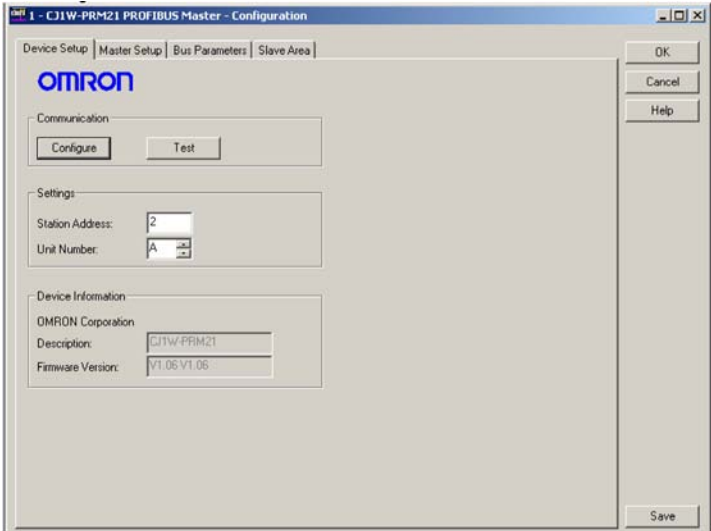 1 - CJ1W-PRM21 PROFIBUS Master - Configuration
Device Setup Master Setup Bus Parameters Slave Area
OK
OMRON
Cancel
Help
Communication
Configure Test
Settings
Station Address: 2
Unit Number: A
Device Information
OMRON Corporation
Description: CJ1W-PRM21
Firmware Version: V1.06 V1.06
Save